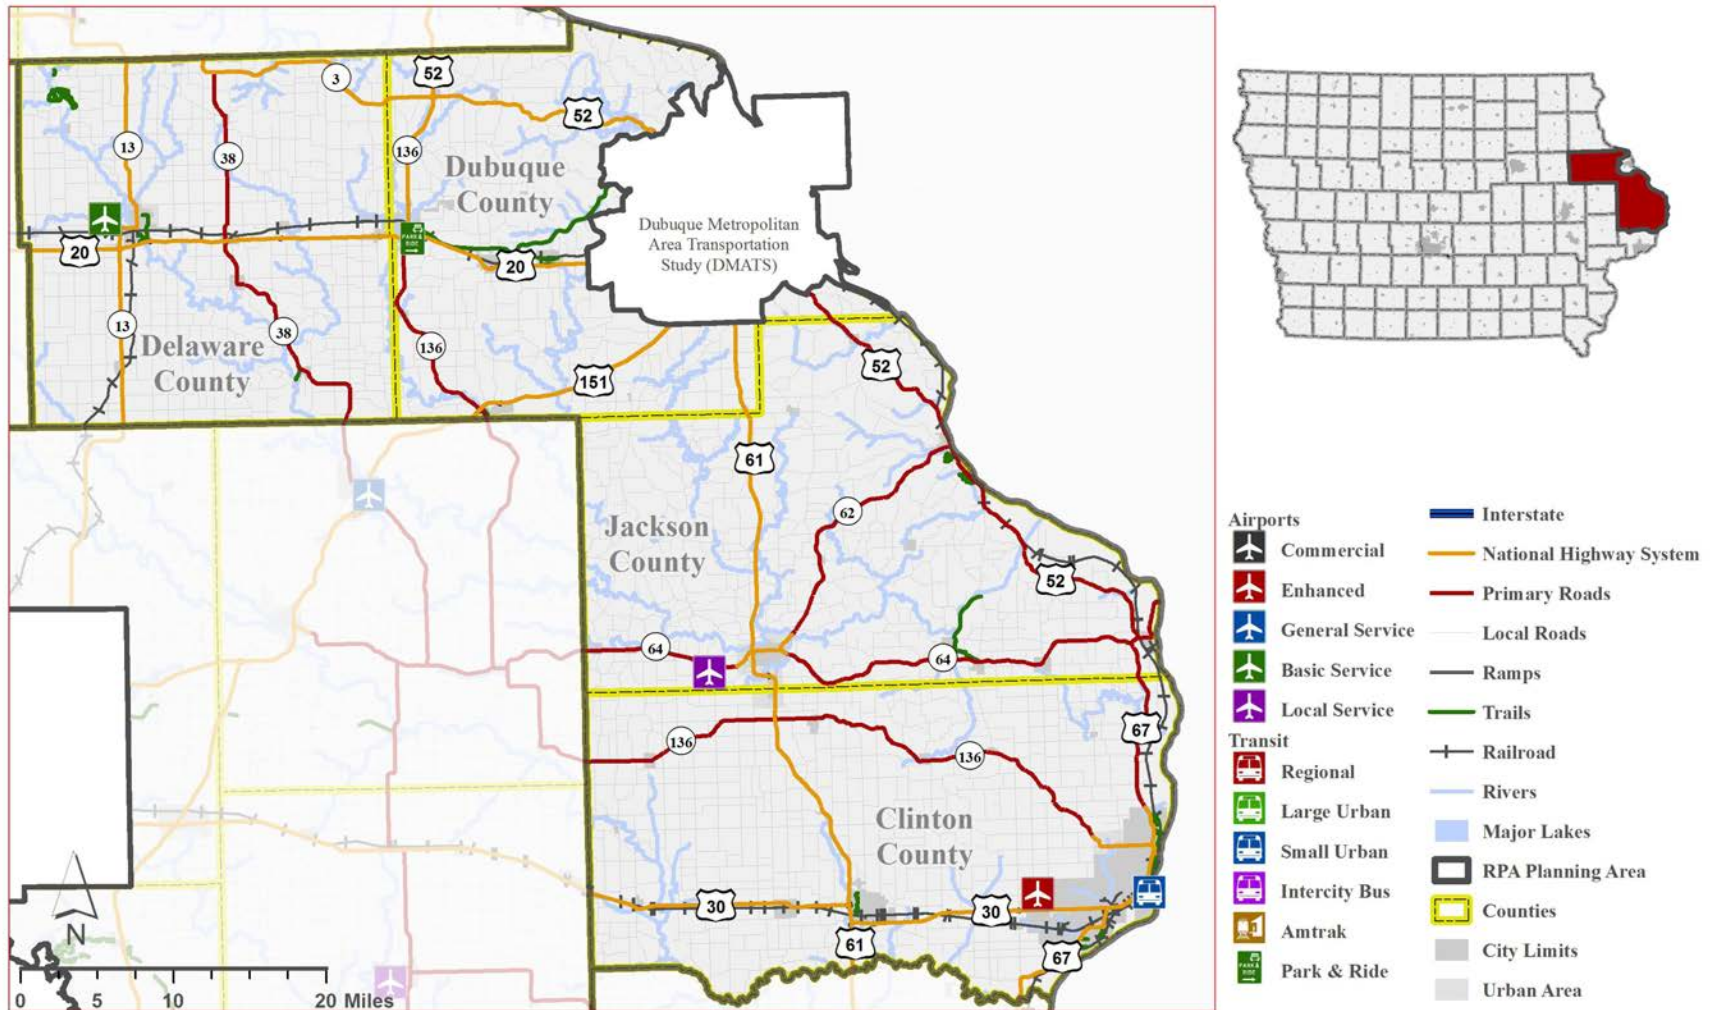 3
52
52
13
38
136
Dubuque
County
Dubuque Metropolitan
Area Transportation
Study (DMATS)
20
PARK &
RIDE
20
13
38
136
Delaware
County
151
52
61
62
Jackson
County
52
64
64
67
136
136
Clinton
County
30
30
61
67
N
0 5 10 20 Miles
Airports
Commercial
Enhanced
General Service
Basic Service
Local Service
Transit
Regional
Large Urban
Small Urban
Intercity Bus
Amtrak
PARK &
RIDE
Park & Ride
Interstate
National Highway System
Primary Roads
Local Roads
Ramps
Trails
Railroad
Rivers
Major Lakes
RPA Planning Area
Counties
City Limits
Urban Area